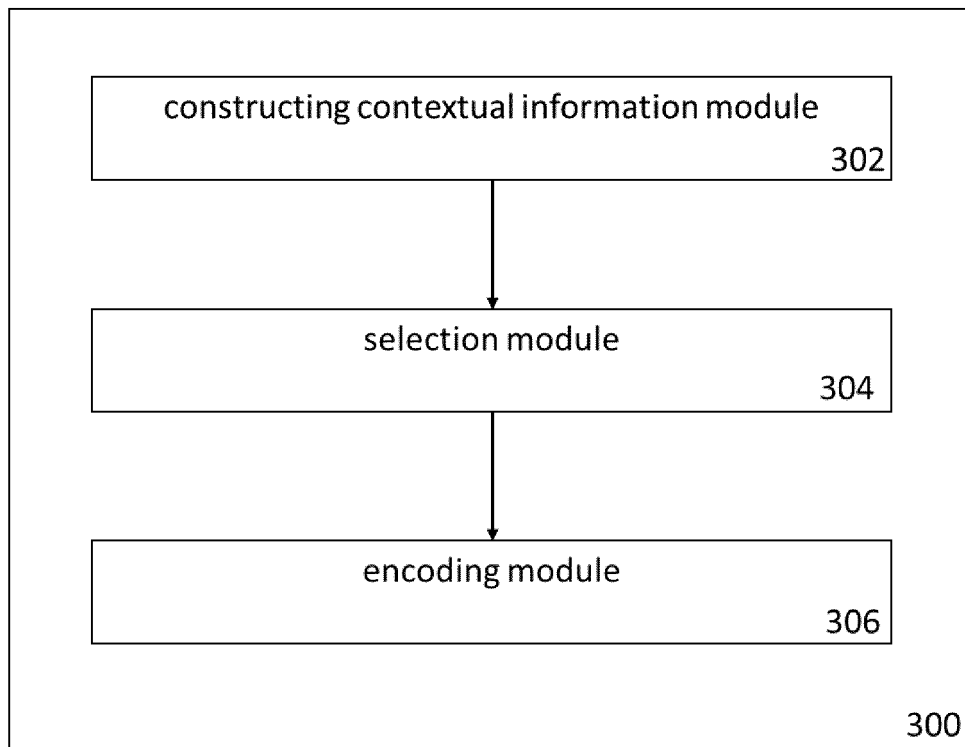 constructing contextual information module
302
selection module
304
encoding module
306
300